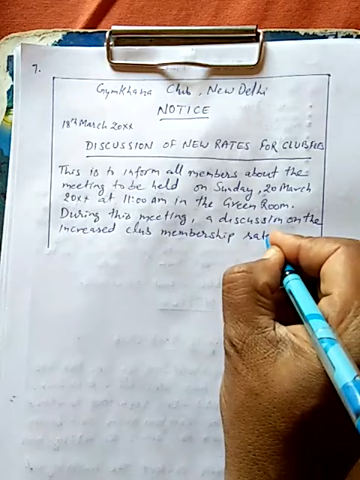 7.
Gymkhana Club, New Delhi
NOTICE
18th March 20xx
DISCUSSION OF NEW RATES FOR CLUB FEES
This is to inform all members about the
meeting to be held on Sunday, 20 March
20xx at 11:00 am in the Green Room.
During this meeting, a discussion on the
increased club membership rate